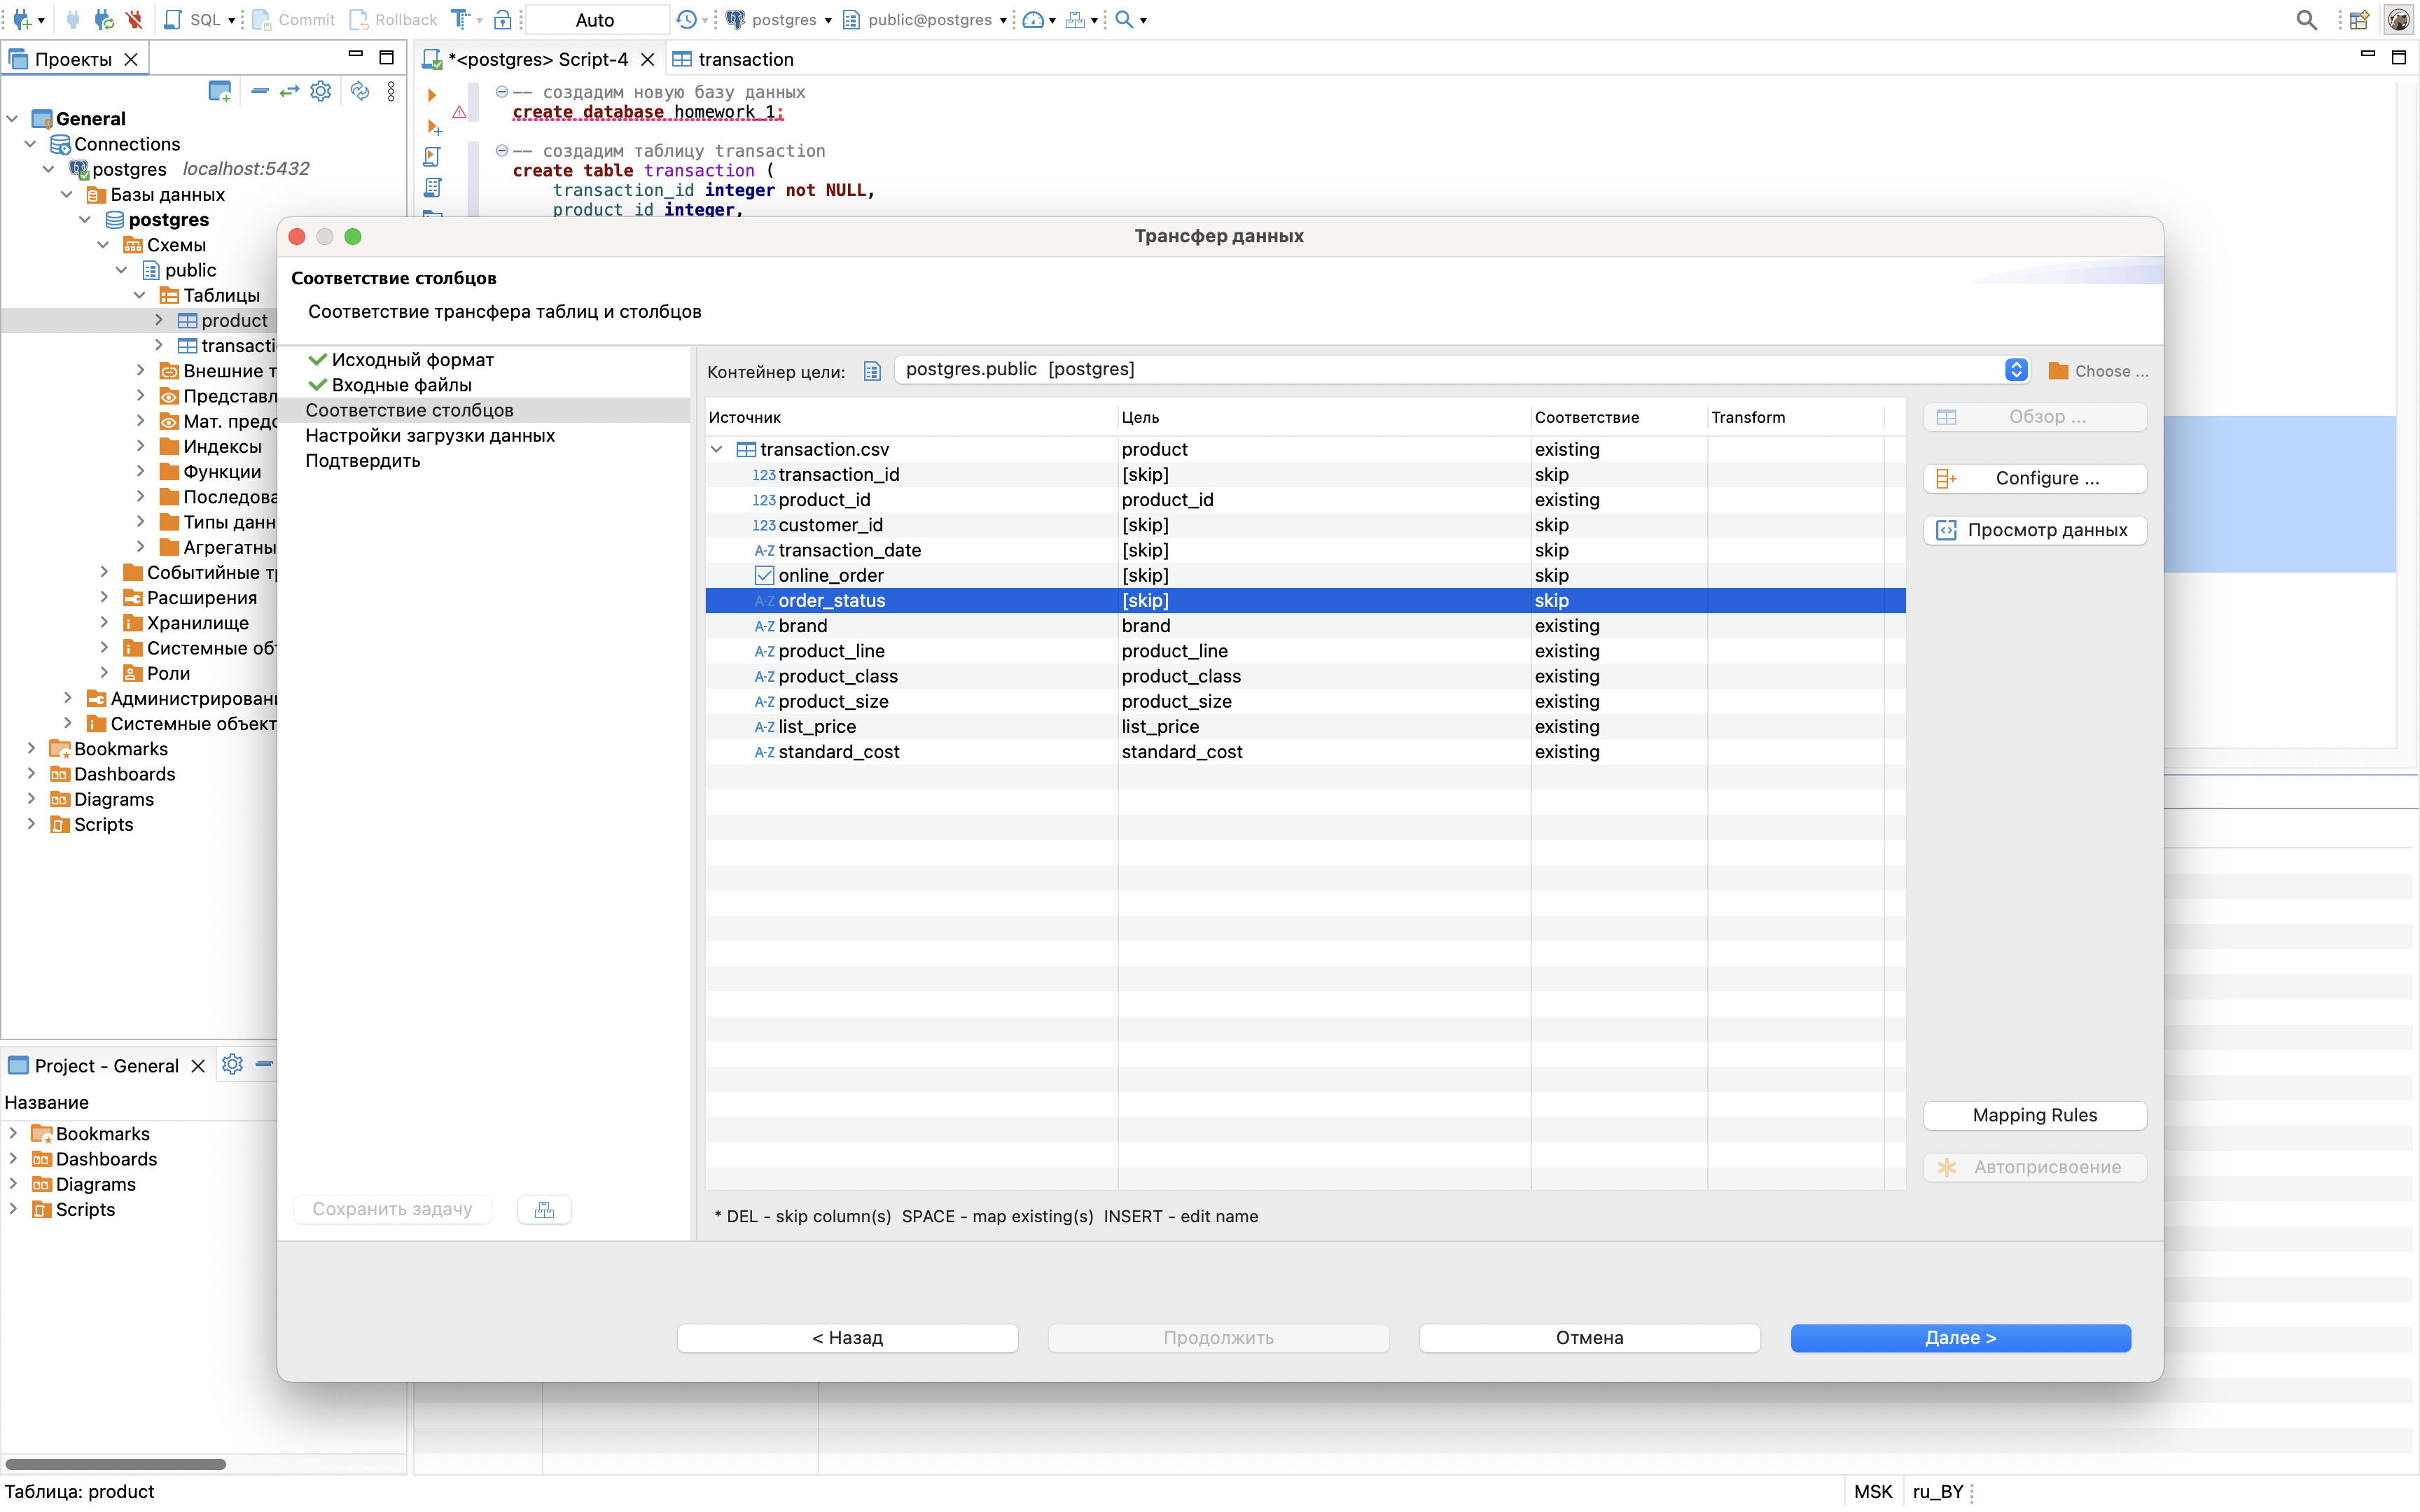 SQL
Commit
Rollback
Auto
postgres
public@postgres
Проекты
*<postgres> Script-4
transaction
General
Connections
postgres localhost:5432
Базы данных
postgres
Схемы
public
Таблицы
product
transacti
Внешние т
Представл
Мат. предс
Индексы
Функции
Последова
Типы данн
Агрегатны
Событийные т
Расширения
Хранилище
Системные об
Роли
Администрирован
Системные объект
Bookmarks
Dashboards
Diagrams
Scripts
-- создадим новую базу данных
create database homework_1;
-- создадим таблицу transaction
create table transaction (
transaction_id integer not NULL,
product_id integer,
Трансфер данных
Соответствие столбцов
Соответствие трансфера таблиц и столбцов
Исходный формат
Входные файлы
Соответствие столбцов
Настройки загрузки данных
Подтвердить
Контейнер цели: postgres.public [postgres] Choose ...
Источник Цель Соответствие Transform
transaction.csv product existing
123 transaction_id [skip] skip
123 product_id product_id existing
123 customer_id [skip] skip
A-Z transaction_date [skip] skip
online_order [skip] skip
A-Z order_status [skip] skip
A-Z brand brand existing
A-Z product_line product_line existing
A-Z product_class product_class existing
A-Z product_size product_size existing
A-Z list_price list_price existing
A-Z standard_cost standard_cost existing
Обзор ...
Configure ...
Просмотр данных
Mapping Rules
Автоприсвоение
Сохранить задачу
* DEL - skip column(s) SPACE - map existing(s) INSERT - edit name
< Назад
Продолжить
Отмена
Далее >
Project - General
Название
Bookmarks
Dashboards
Diagrams
Scripts
Таблица: product
MSK
ru_BY